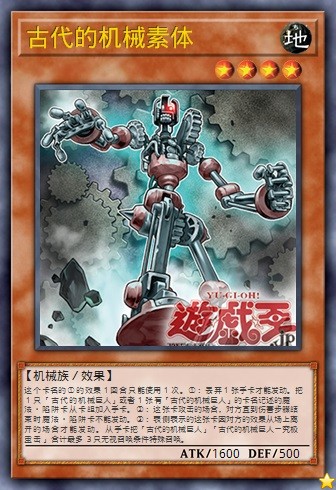 古代的机械素体
地
YU-GI-OH!
遊戯王
.JP
【机械族/效果】
这个卡名的①的效果1回合只能使用1次。①:丢弃1张手卡才能发动。把
1只「古代的机械巨人」或者1张有「古代的机械巨人」的卡名记述的魔
法·陷阱卡从卡组加入手卡。②:这张卡攻击的场合,对方直到伤害步骤结
束时魔法·陷阱卡不能发动。③:表侧表示的这张卡因对方的效果从场上离
开的场合才能发动。从手卡把「古代的机械巨人」「古代的机械巨人-究极
重击」合计最多3只无视召唤条件特殊召唤。
ATK/1600 DEF/500